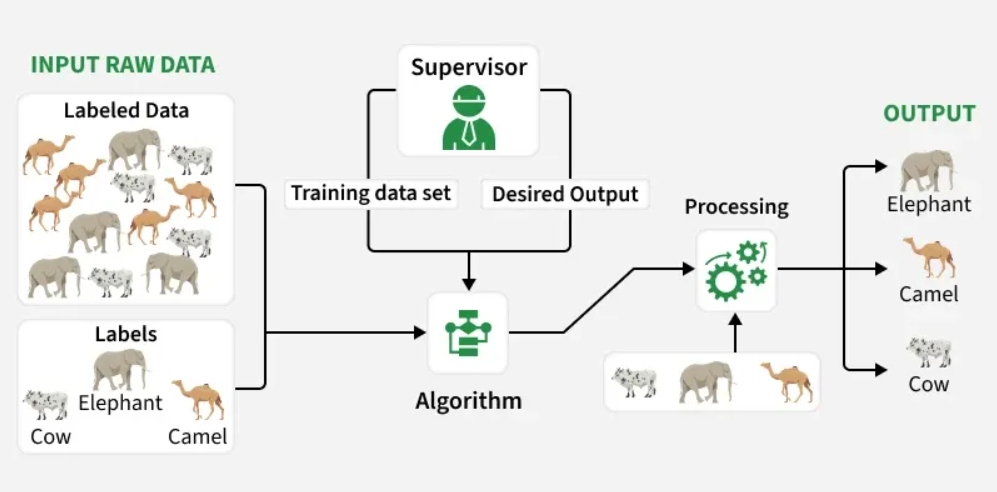 INPUT RAW DATA
Labeled Data
Labels
Elephant
Cow
Camel
Supervisor
Training data set
Desired Output
Algorithm
Processing
OUTPUT
Elephant
Camel
Cow